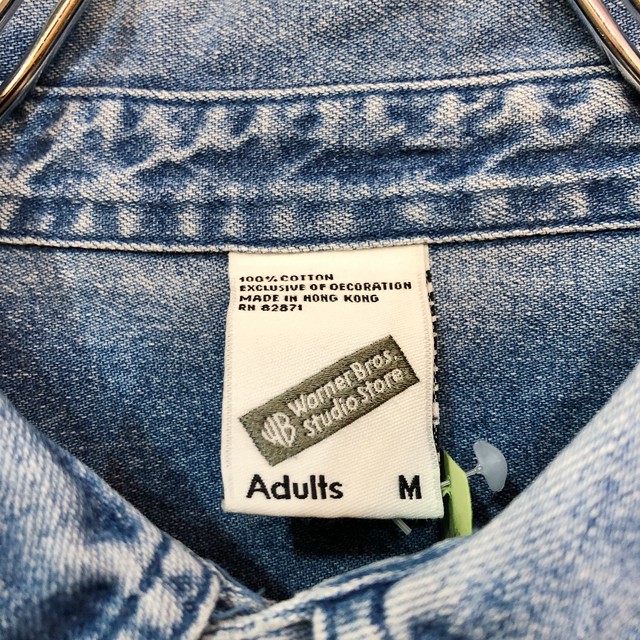 100% COTTON
EXCLUSIVE OF DECORATION
MADE IN HONG KONG
RN 82871
WB Warner Bros.
Studio Store
Adults M